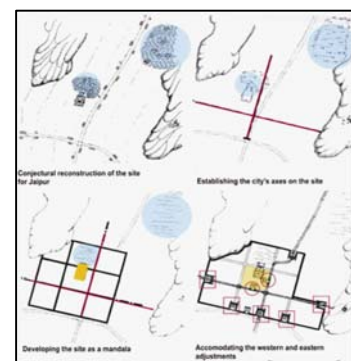 Conjectural reconstruction of the site
for Jaipur
Establishing the city's axes on the site
Developing the site as a mandala
Accomodating the western and eastern
adjustments